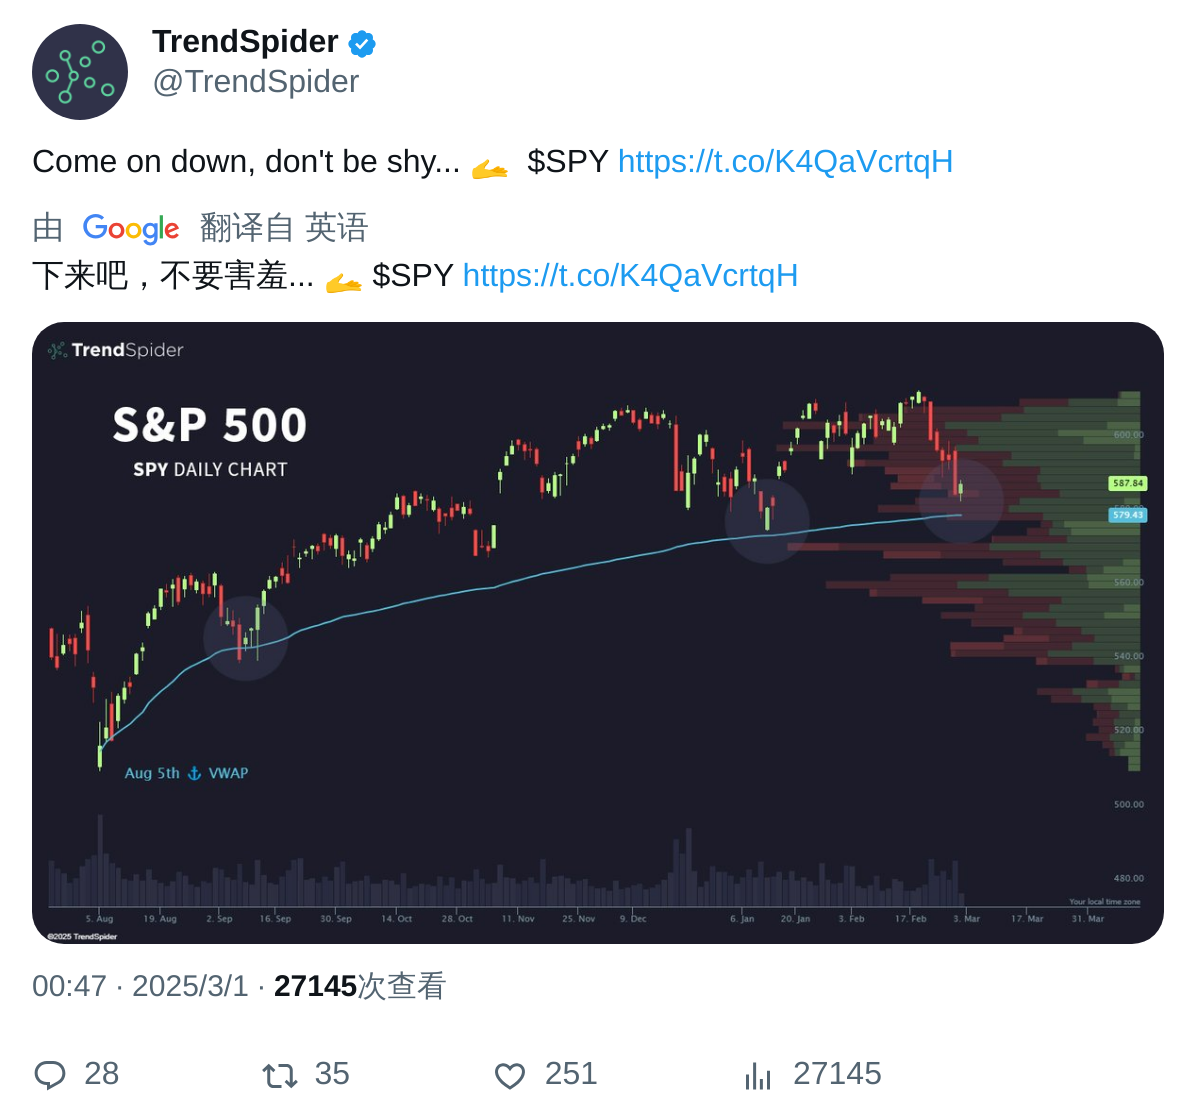 TrendSpider
@TrendSpider
Come on down, don't be shy... 🫴 $SPY https://t.co/K4QaVcrtqH
由 Google 翻译自 英语
下来吧，不要害羞... 🫴 $SPY https://t.co/K4QaVcrtqH
TrendSpider
S&P 500
SPY DAILY CHART
600.00
587.84
579.43
560.00
540.00
520.00
Aug 5th ⚓ VWAP
500.00
480.00
Your local time zone
5. Aug 19. Aug 2. Sep 16. Sep 30. Sep 14. Oct 28. Oct 11. Nov 25. Nov 9. Dec 6. Jan 20. Jan 3. Feb 17. Feb 3. Mar 17. Mar 31. Mar
©2025 TrendSpider
00:47 · 2025/3/1 · 27145次查看
28 35 251 27145